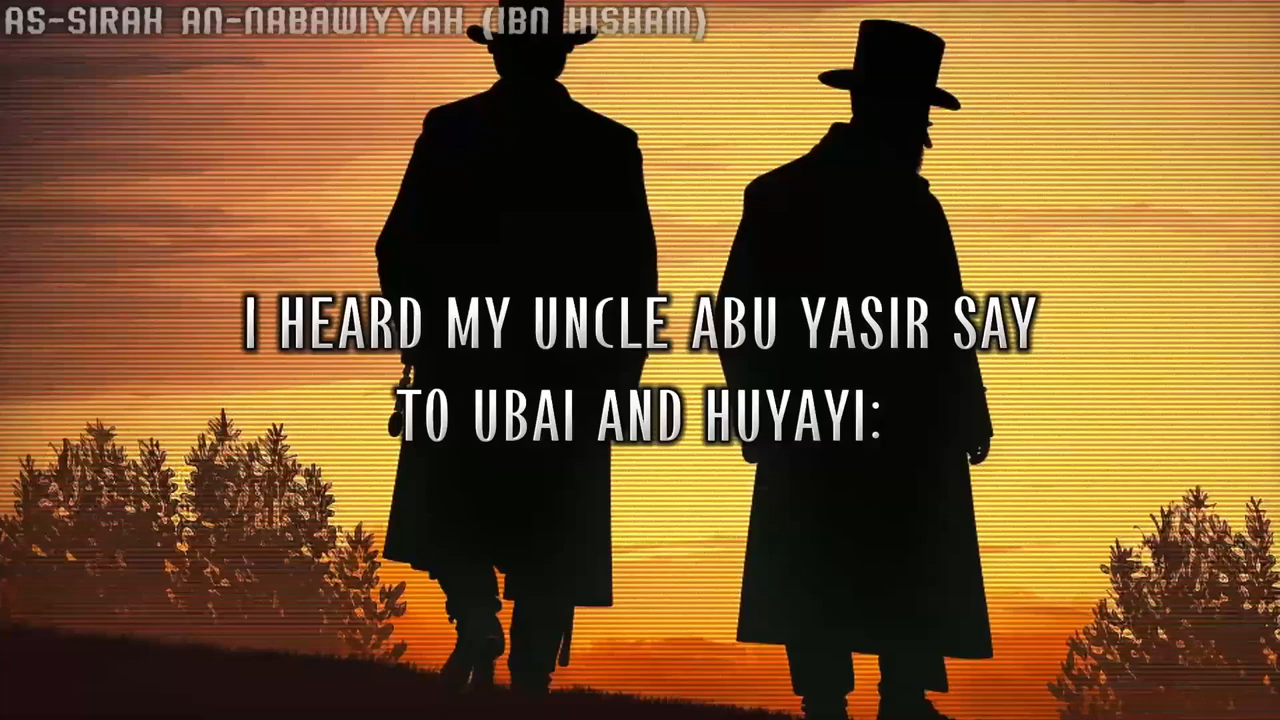 AS-SIRAH AN-NABAWIYYAH (IBN HISHAM)
I HEARD MY UNCLE ABU YASIR SAY
TO UBAI AND HUYAYI: